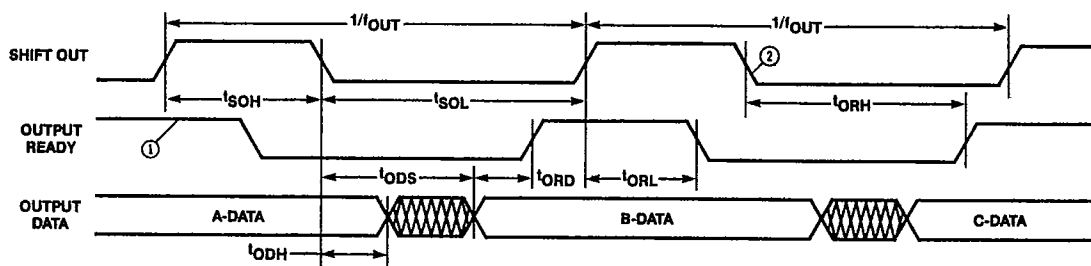 1/fOUT 1/fOUT
SHIFT OUT
②
tSOH tSOL tORH
OUTPUT
READY
①
tODS tORD tORL
OUTPUT
DATA
A-DATA B-DATA C-DATA
tODH